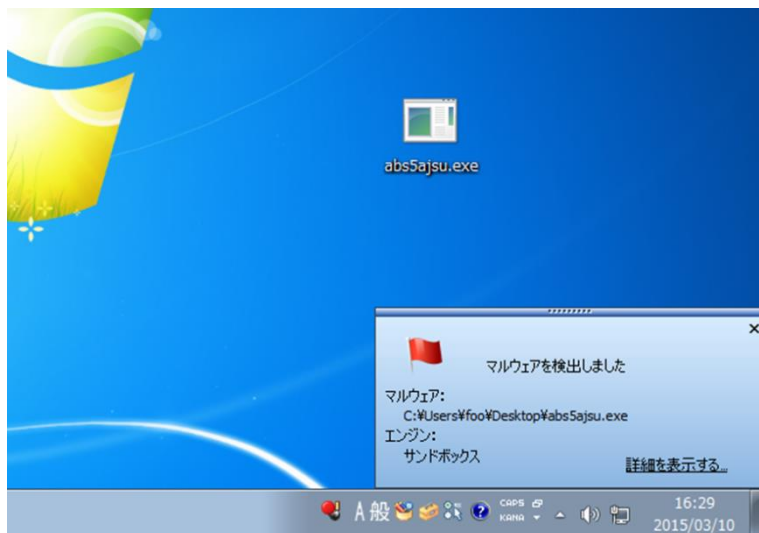 abs5ajsu.exe
マルウェアを検出しました
マルウェア:
C:¥Users¥foo¥Desktop¥abs5ajsu.exe
エンジン:
サンドボックス
詳細を表示する...
A 般 CAPS KANA
16:29
2015/03/10